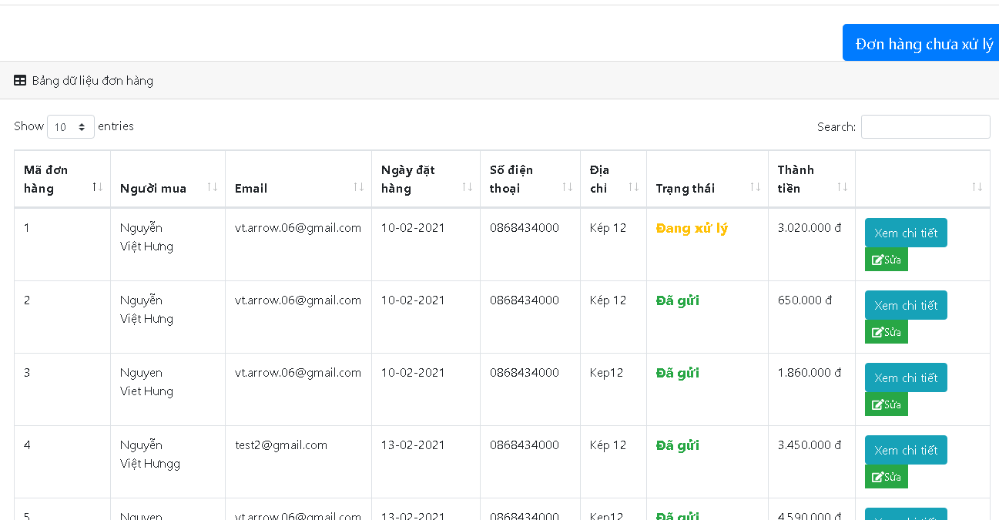 Đơn hàng chưa xử lý
Bảng dữ liệu đơn hàng
Show 10 entries
Search:
Mã đơn hàng Người mua Email Ngày đặt hàng Số điện thoại Địa chỉ Trạng thái Thành tiền
1 Nguyễn Việt Hưng vt.arrow.06@gmail.com 10-02-2021 0868434000 Kép 12 Đang xử lý 3.020.000 đ Xem chi tiết
Sửa
2 Nguyễn Việt Hưng vt.arrow.06@gmail.com 10-02-2021 0868434000 Kép 12 Đã gửi 650.000 đ Xem chi tiết
Sửa
3 Nguyen Viet Hung vt.arrow.06@gmail.com 10-02-2021 0868434000 Kep12 Đã gửi 1.860.000 đ Xem chi tiết
Sửa
4 Nguyễn Việt Hưngg test2@gmail.com 13-02-2021 0868434000 Kép 12 Đã gửi 3.450.000 đ Xem chi tiết
Sửa
5 Nguyen vt.arrow.06@gmail.com 13-02-2021 0868434000 Kep12 Đã gửi 4.590.000 đ Xem chi tiết